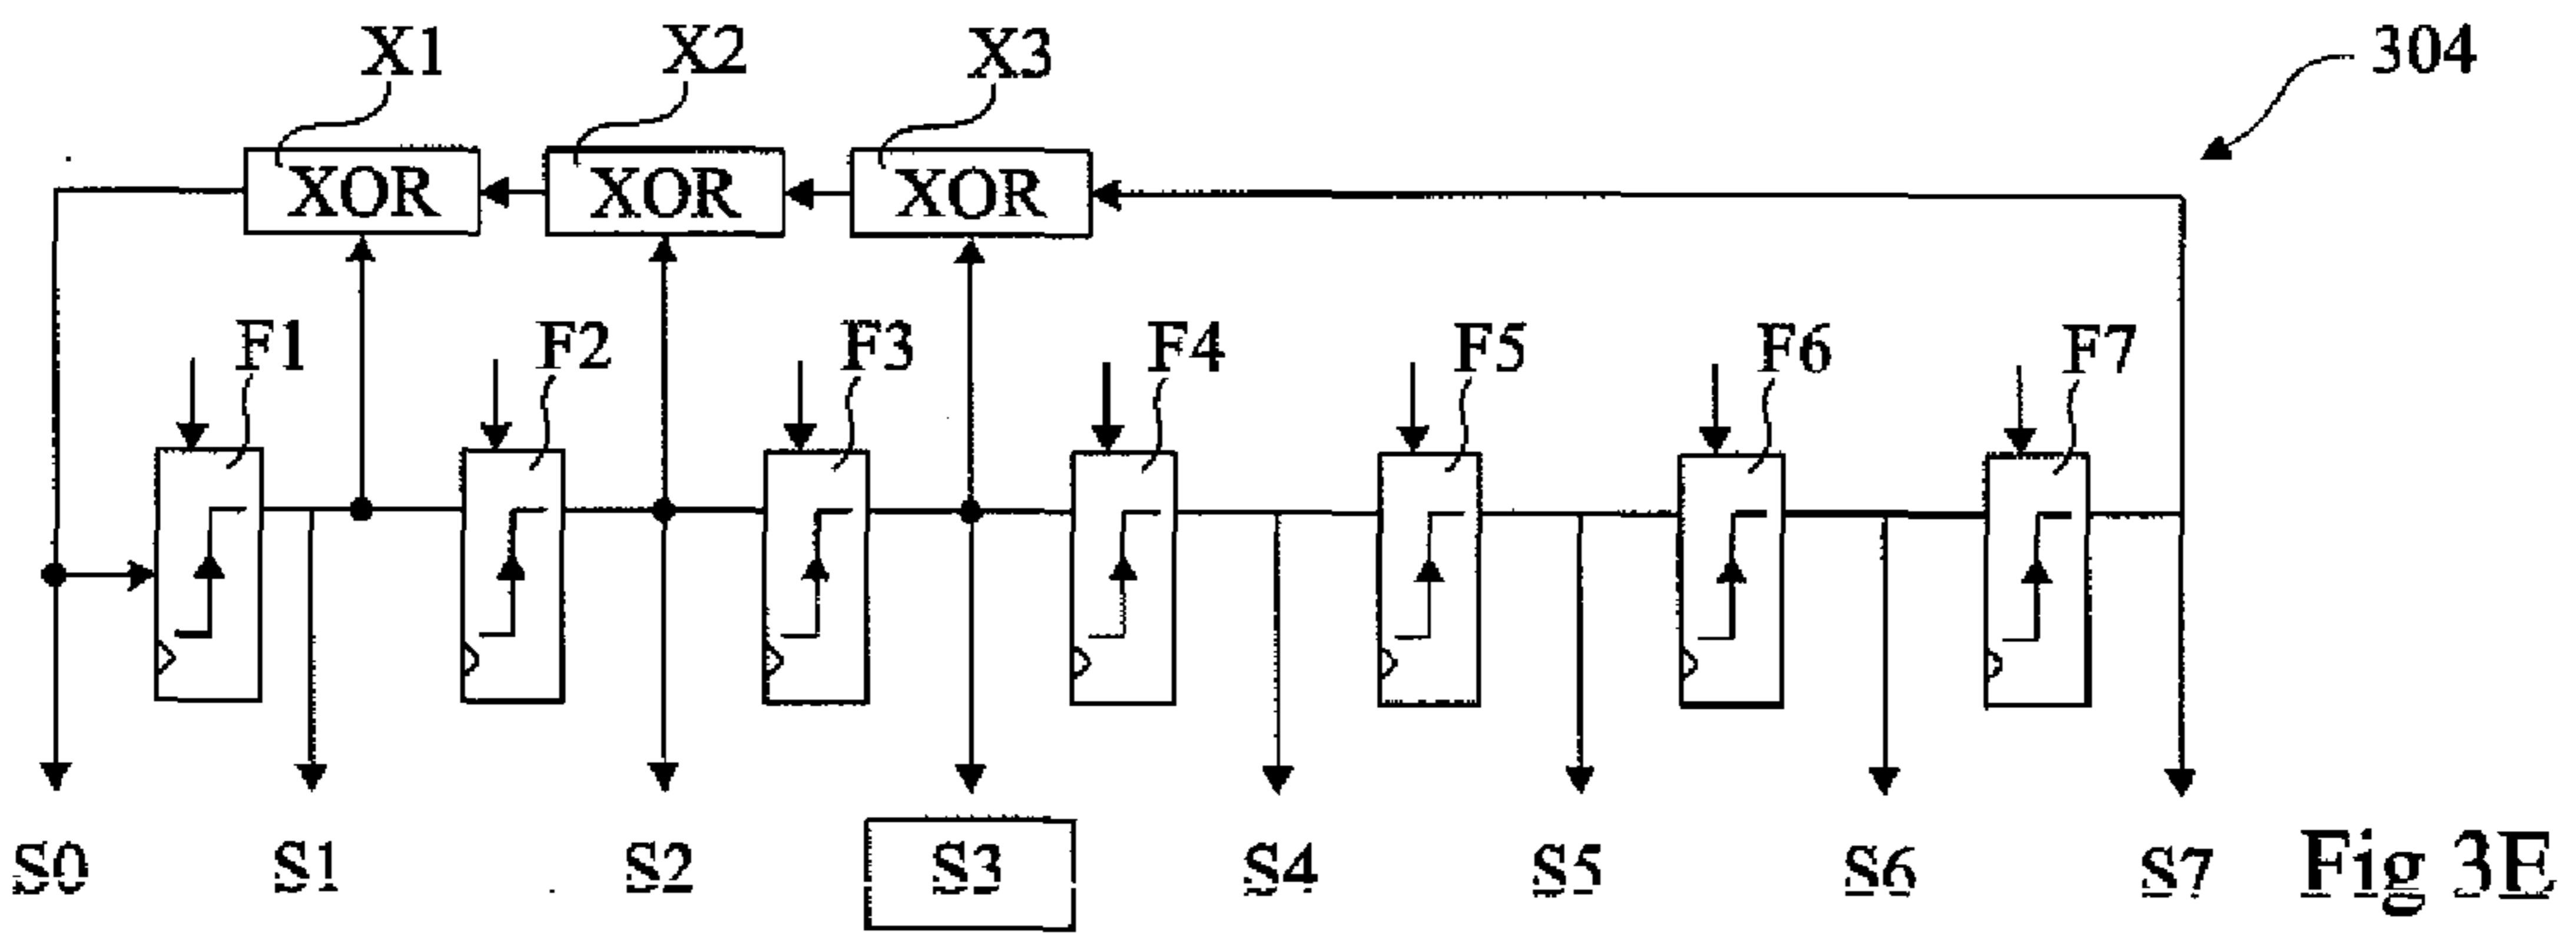 X1 X2 X3 304
XOR XOR XOR
F1 F2 F3 F4 F5 F6 F7
S0 S1 S2 S3 S4 S5 S6 S7 Fig 3E